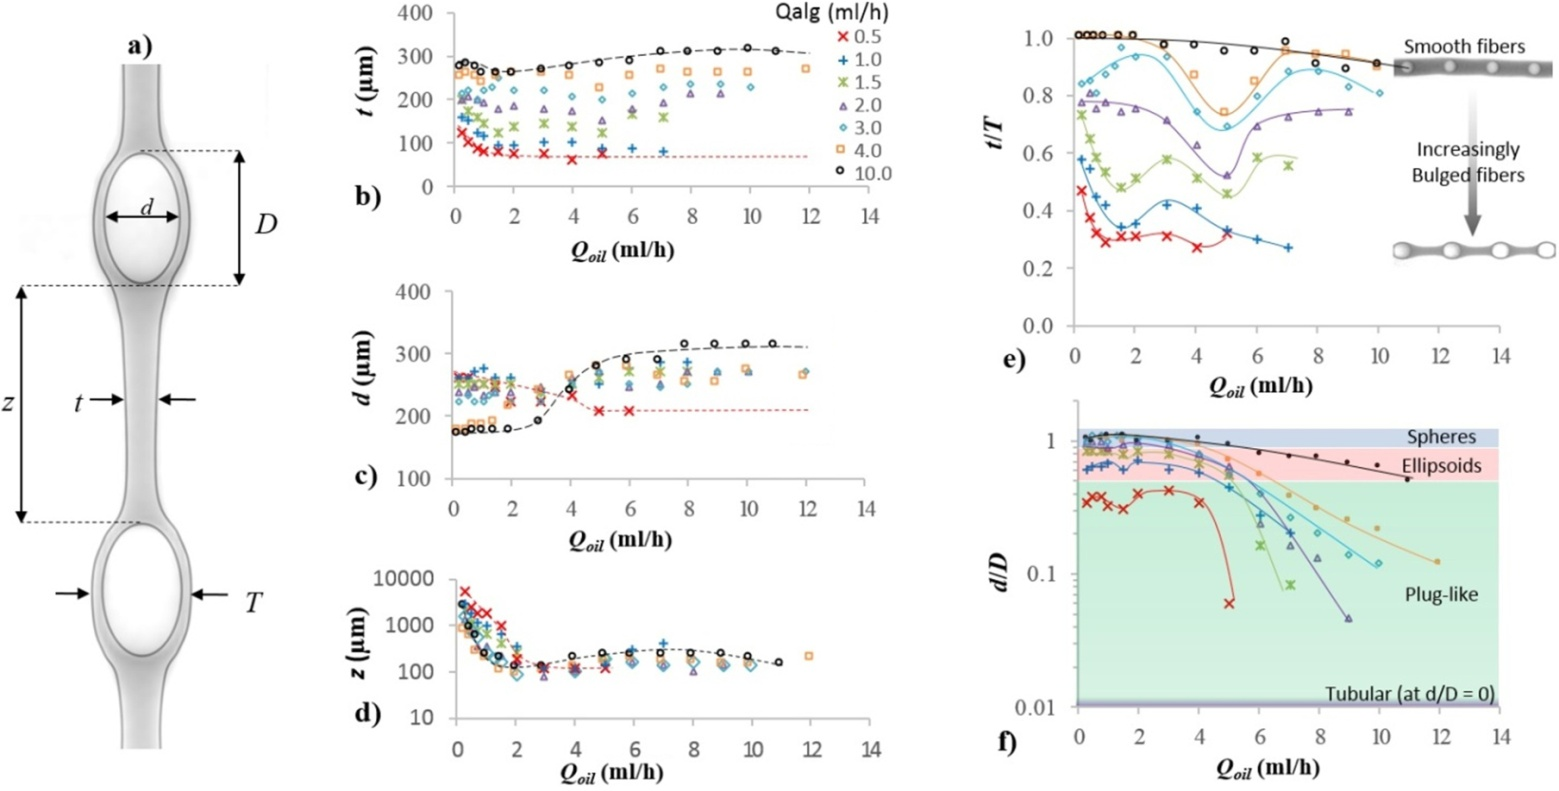 a)
d
D
z
t
T
400
300
200
100
0
t (μm)
b)
0 2 4 6 8 10 12 14
Qoil (ml/h)
Qalg (ml/h)
0.5
1.0
1.5
2.0
3.0
4.0
10.0
400
300
200
100
d (μm)
c)
0 2 4 6 8 10 12 14
Qoil (ml/h)
10000
1000
100
10
z (μm)
d)
0 2 4 6 8 10 12 14
Qoil (ml/h)
1.0
0.8
0.6
0.4
0.2
0.0
t/T
e)
0 2 4 6 8 10 12 14
Qoil (ml/h)
Smooth fibers
Increasingly
Bulged fibers
1
0.1
0.01
d/D
f)
Spheres
Ellipsoids
Plug-like
Tubular (at d/D = 0)
0 2 4 6 8 10 12 14
Qoil (ml/h)